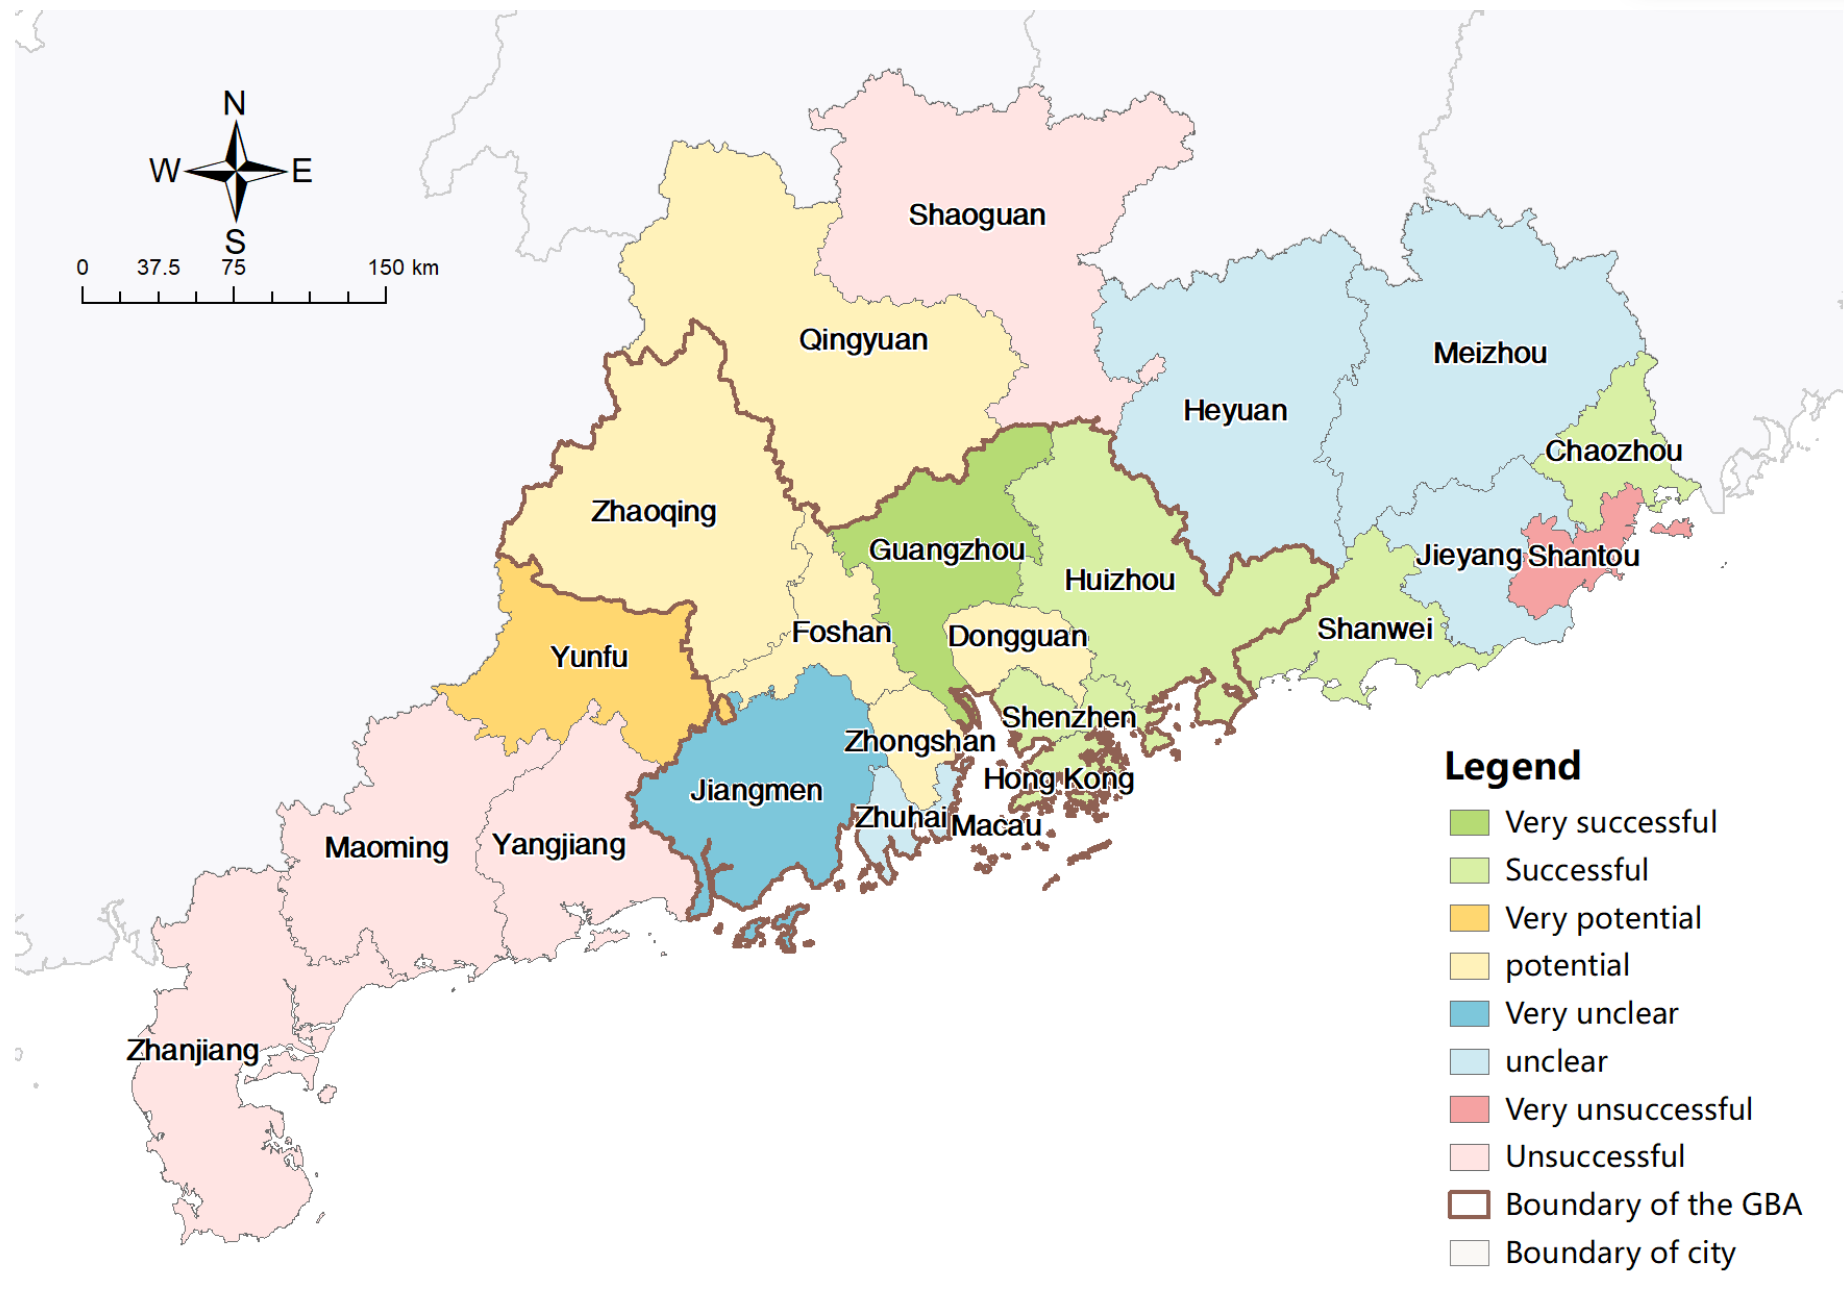 N
W E
S
0 37.5 75 150 km
Shaoguan
Qingyuan
Meizhou
Heyuan
Chaozhou
Zhaoqing
Guangzhou
Jieyang Shantou
Huizhou
Foshan
Dongguan
Shanwei
Yunfu
Shenzhen
Zhongshan
Hong Kong
Jiangmen
Zhuhai
Macau
Maoming
Yangjiang
Zhanjiang
Legend
Very successful
Successful
Very potential
potential
Very unclear
unclear
Very unsuccessful
Unsuccessful
Boundary of the GBA
Boundary of city